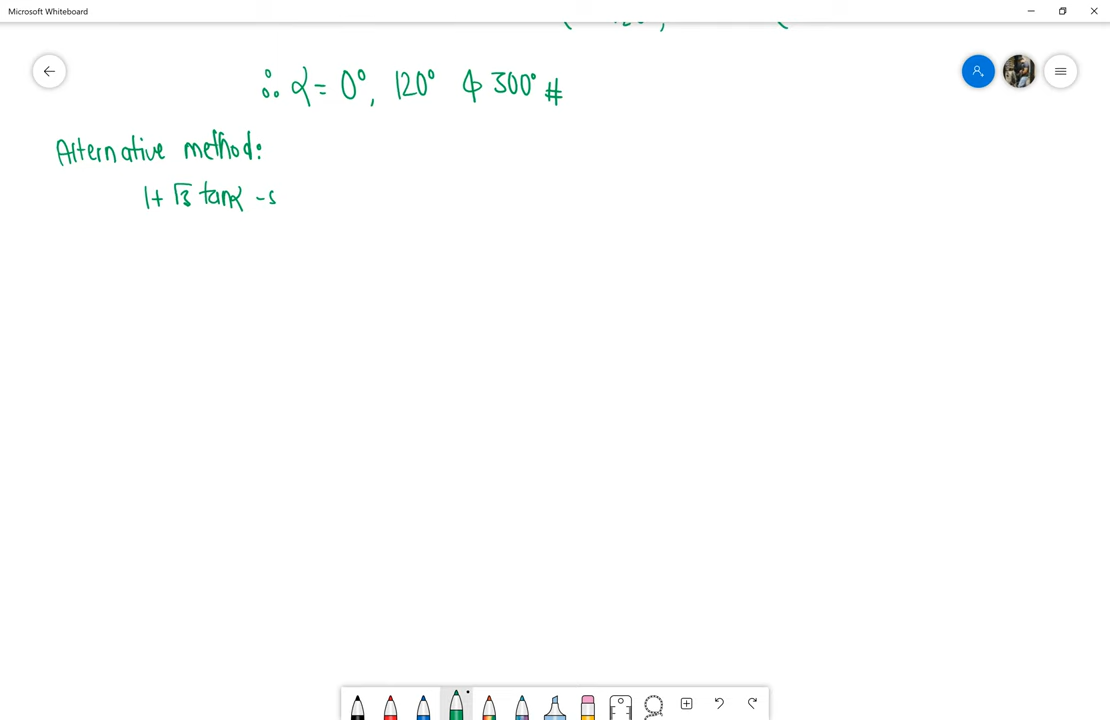 Microsoft Whiteboard
∴ α = 0°, 120° & 300° #
Alternative method:
1 + √3 tanα - s